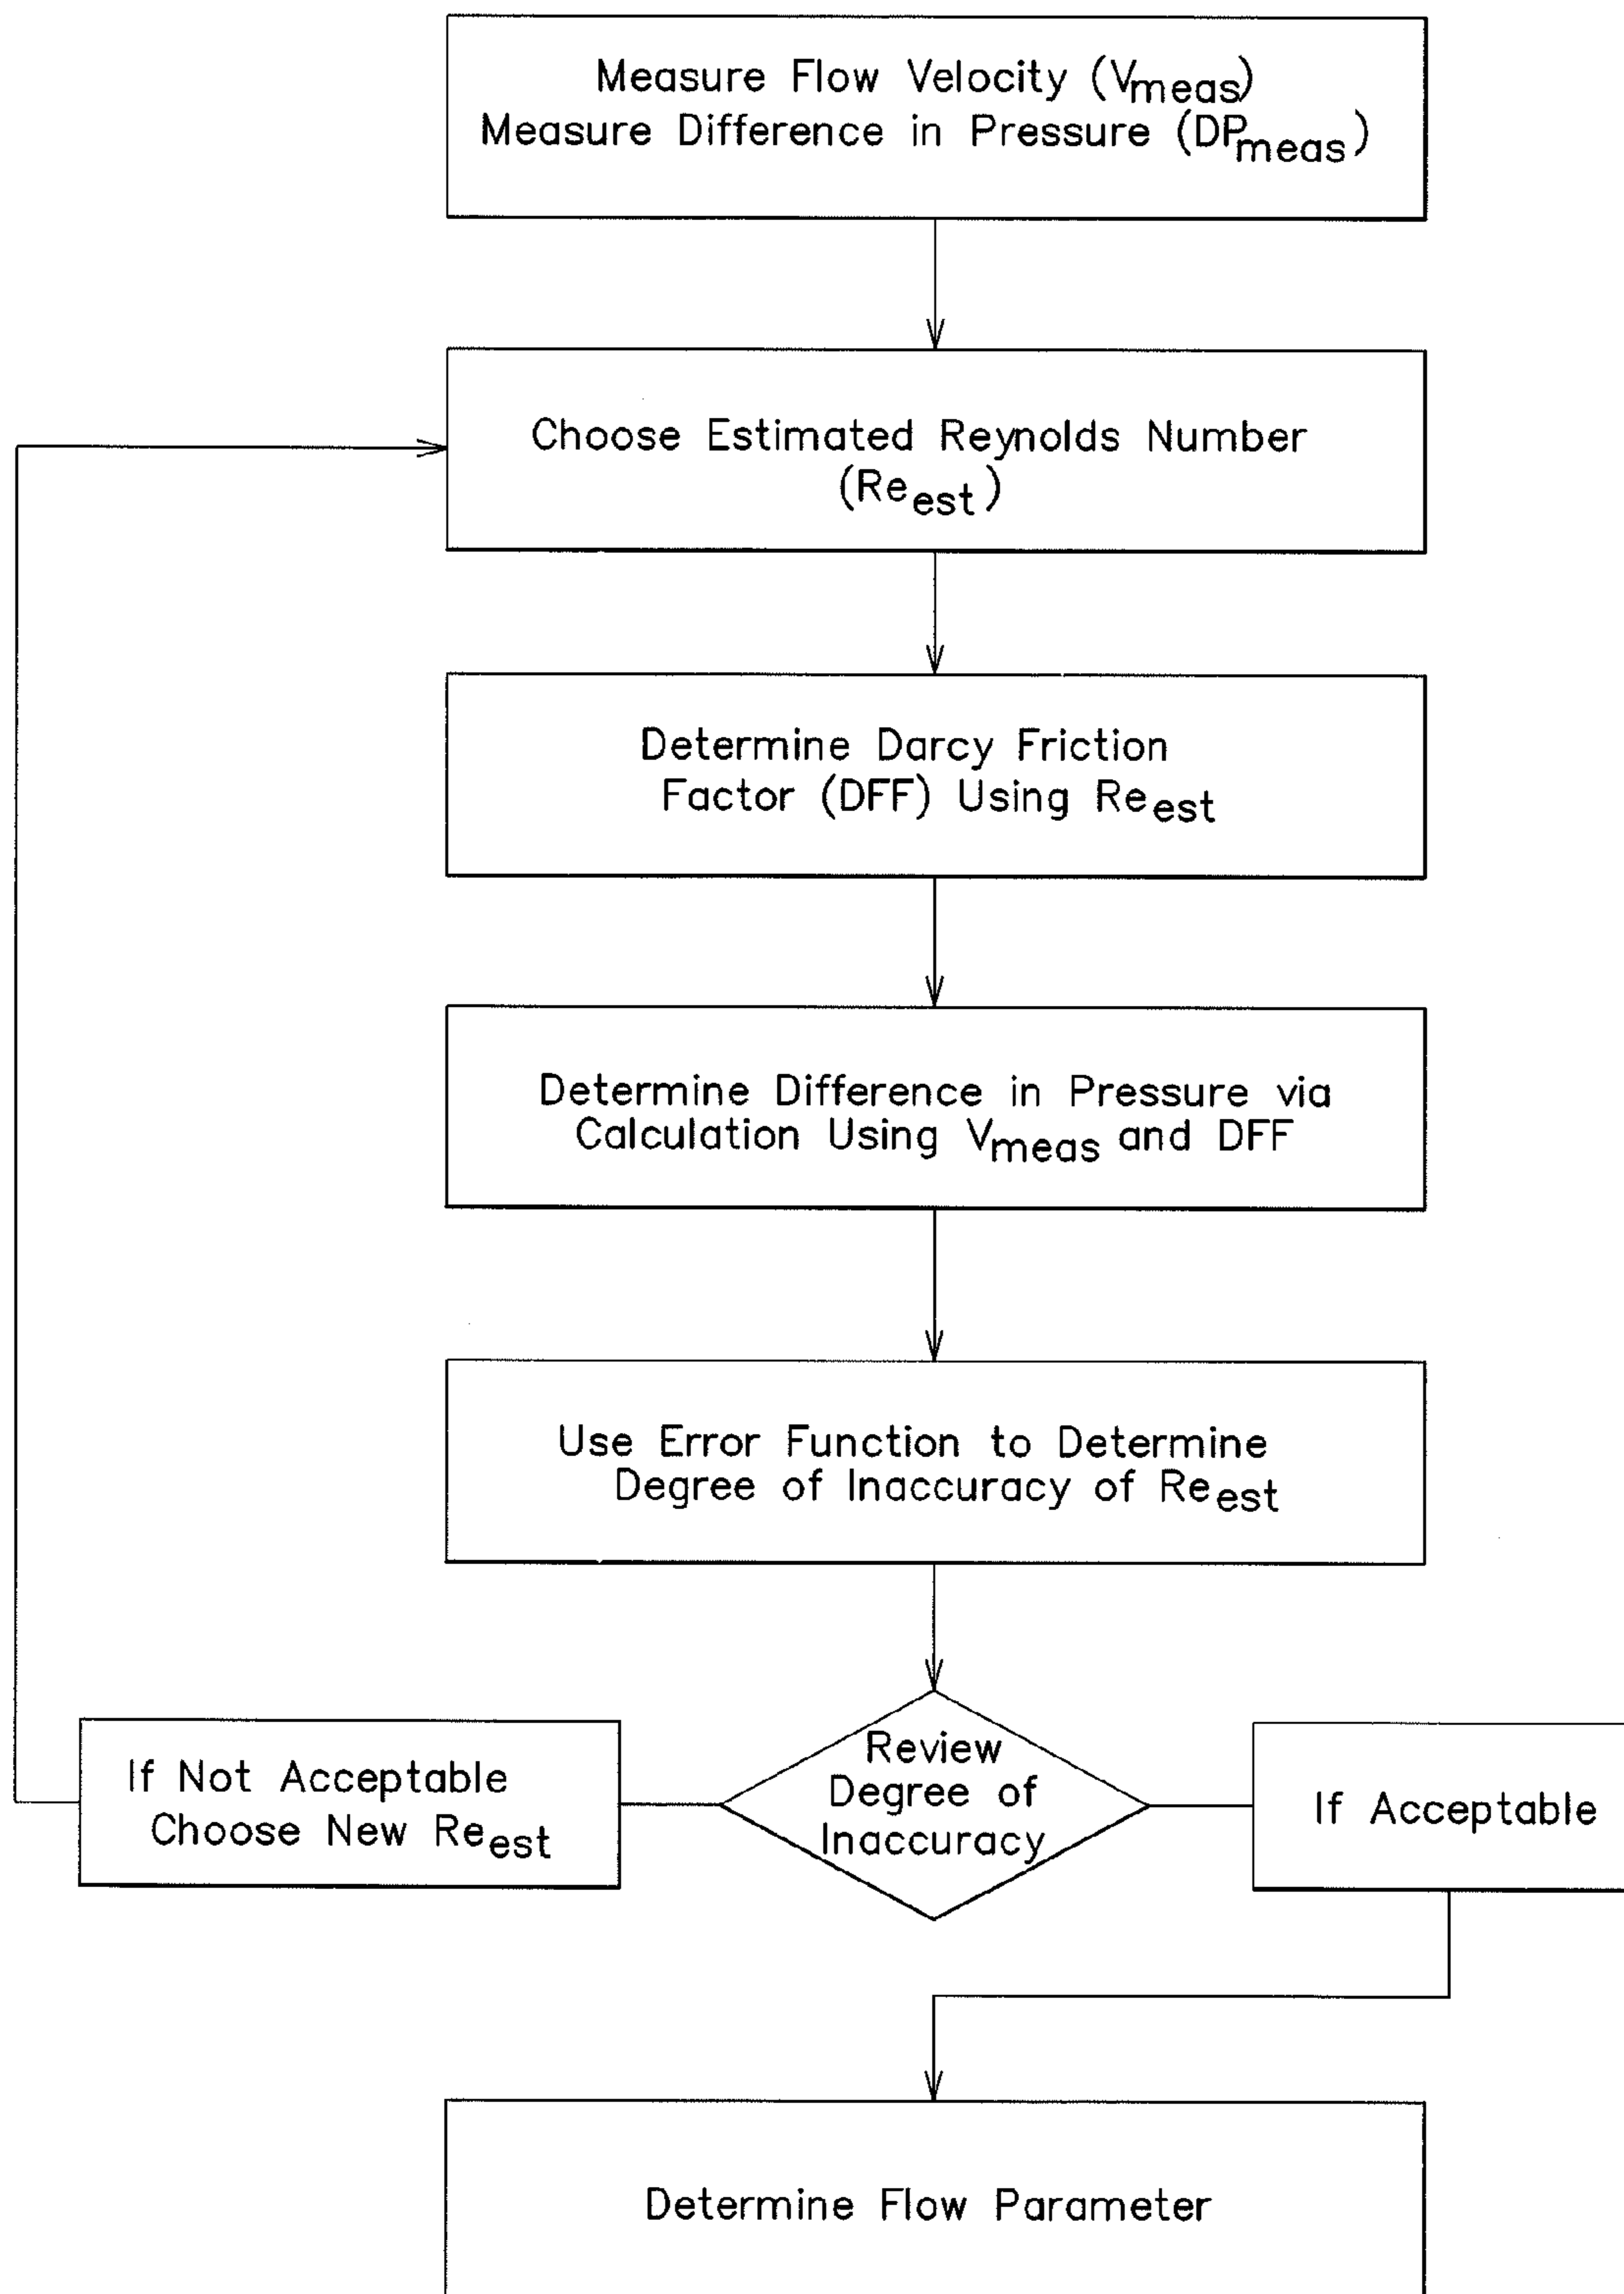 Measure Flow Velocity (Vmeas)
Measure Difference in Pressure (DPmeas)
Choose Estimated Reynolds Number
(Reest)
Determine Darcy Friction
Factor (DFF) Using Reest
Determine Difference in Pressure via
Calculation Using Vmeas and DFF
Use Error Function to Determine
Degree of Inaccuracy of Reest
Review
Degree of
Inaccuracy
If Not Acceptable
Choose New Reest
If Acceptable
Determine Flow Parameter